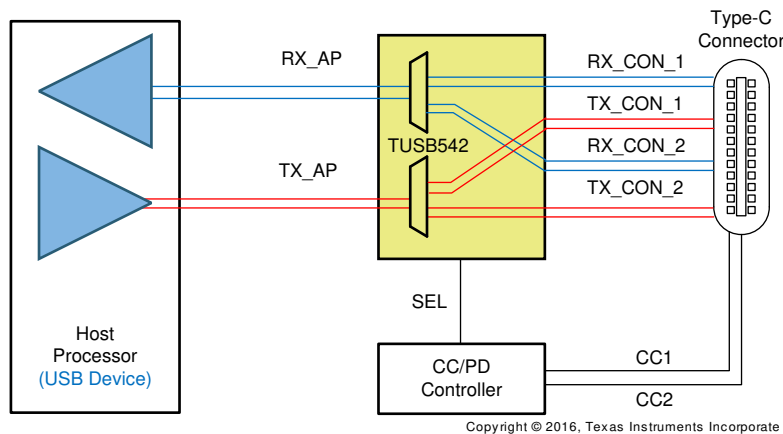 Type-C
Connector
RX_AP
RX_CON_1
TX_CON_1
TUSB542
RX_CON_2
TX_AP
TX_CON_2
SEL
Host
Processor
(USB Device)
CC/PD
Controller
CC1
CC2
Copyright © 2016, Texas Instruments Incorporate